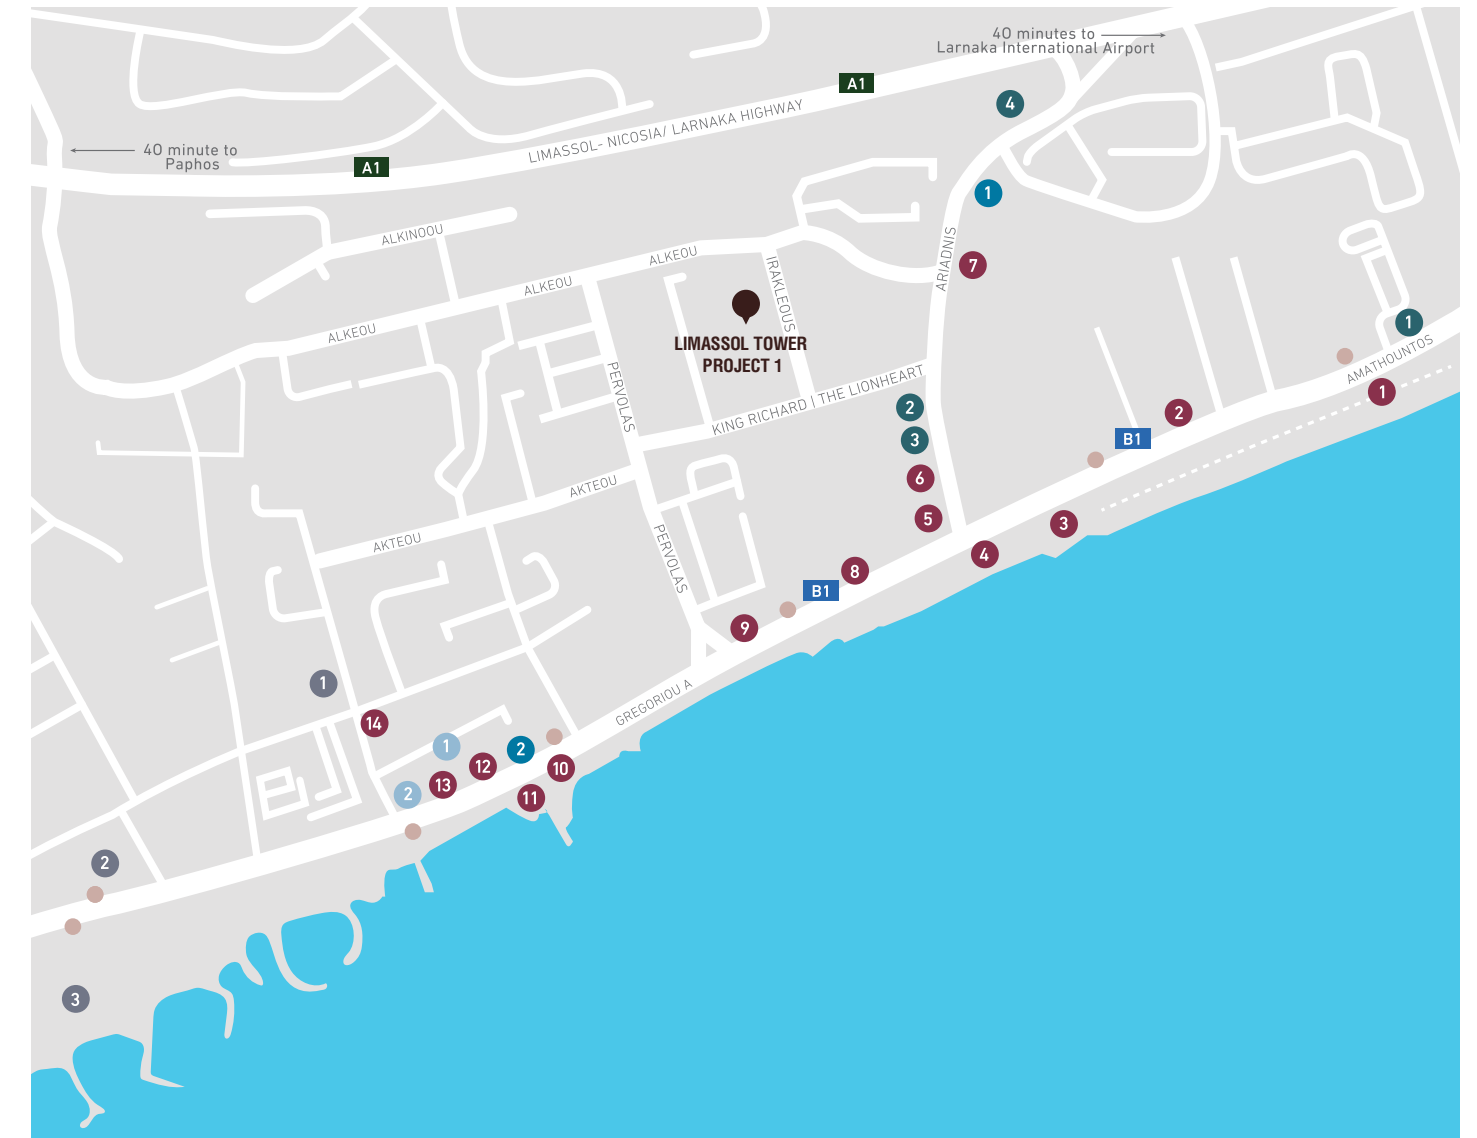 40 minutes to
Larnaka International Airport
A1
4
LIMASSOL- NICOSIA/ LARNAKA HIGHWAY
40 minute to
Paphos
A1
1
ALKINOOU
ALKEOU
ALKEOU
ALKEOU
IRAKLEOUS
ARIADNIS
7
LIMASSOL TOWER
PROJECT 1
1
AMATHOUNTOS
1
PERVOLAS
KING RICHARD | THE LIONHEART
2
3
2
B1
6
5
3
4
AKTEOU
AKTEOU
PERVOLAS
8
B1
9
1
GREGORIOU A
14
1
2
12
10
13
2
11
2
3